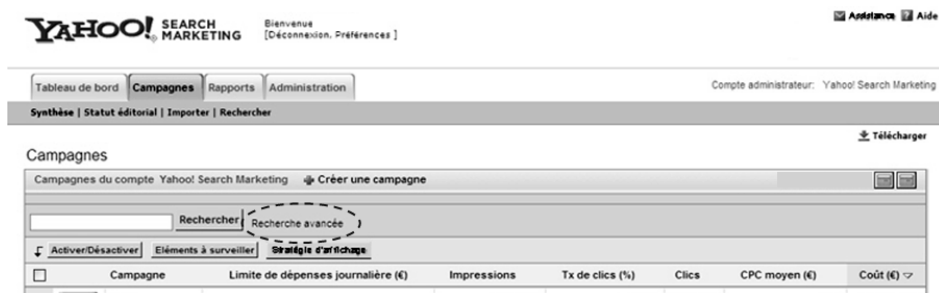 YAHOO! SEARCH MARKETING
Bienvenue
[Déconnexion, Préférences ]
Assistance Aide
Tableau de bord Campagnes Rapports Administration
Compte administrateur: Yahoo! Search Marketing
Synthèse | Statut éditorial | Importer | Rechercher
Télécharger
Campagnes
Campagnes du compte Yahoo! Search Marketing Créer une campagne
Rechercher Recherche avancée
Activer/Désactiver Eléments à surveiller Stratégie d'affichage
Campagne Limite de dépenses journalière (€) Impressions Tx de clics (%) Clics CPC moyen (€) Coût (€)